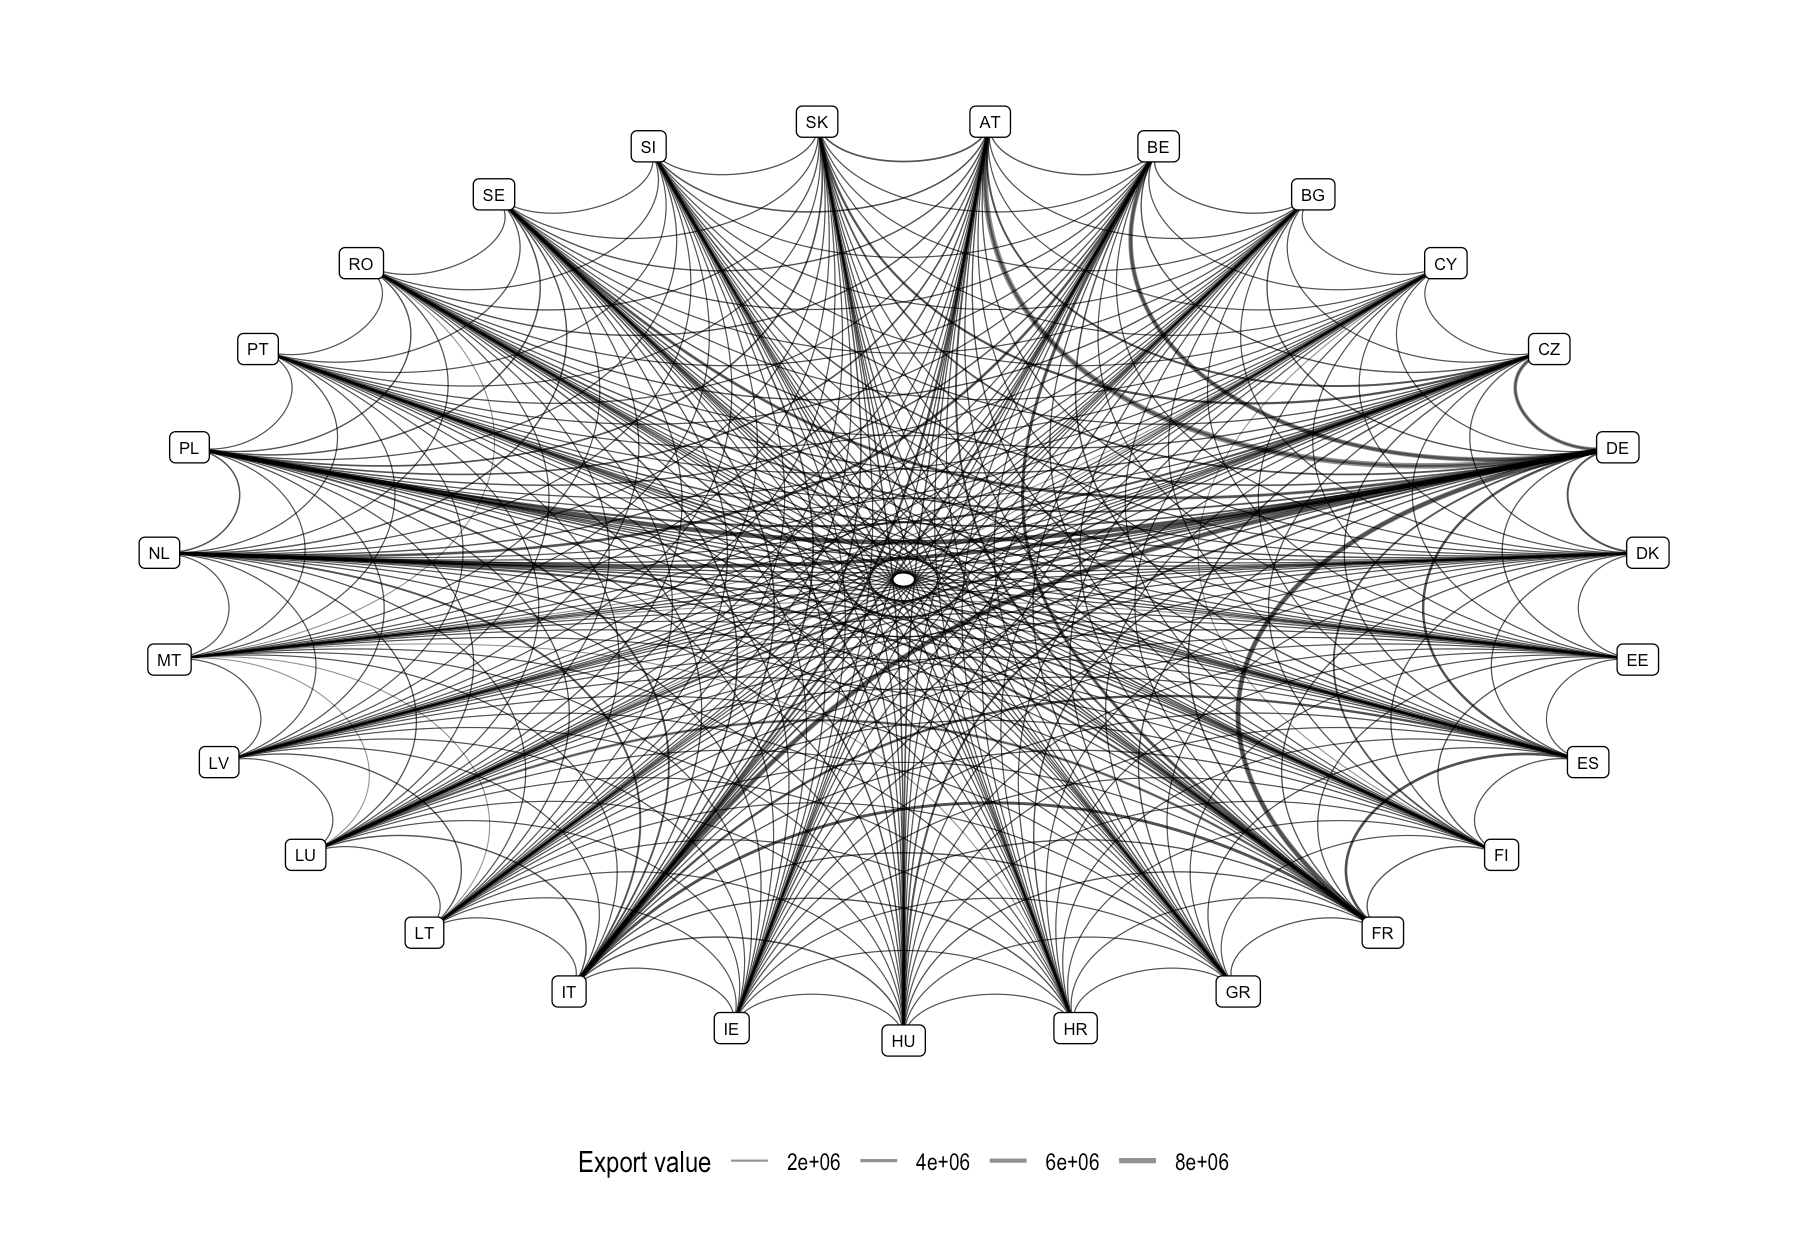 SK
AT
SI
BE
SE
BG
RO
CY
PT
CZ
PL
DE
NL
DK
MT
EE
LV
ES
LU
FI
LT
FR
IT
GR
IE
HR
HU
Export value 2e+06 4e+06 6e+06 8e+06